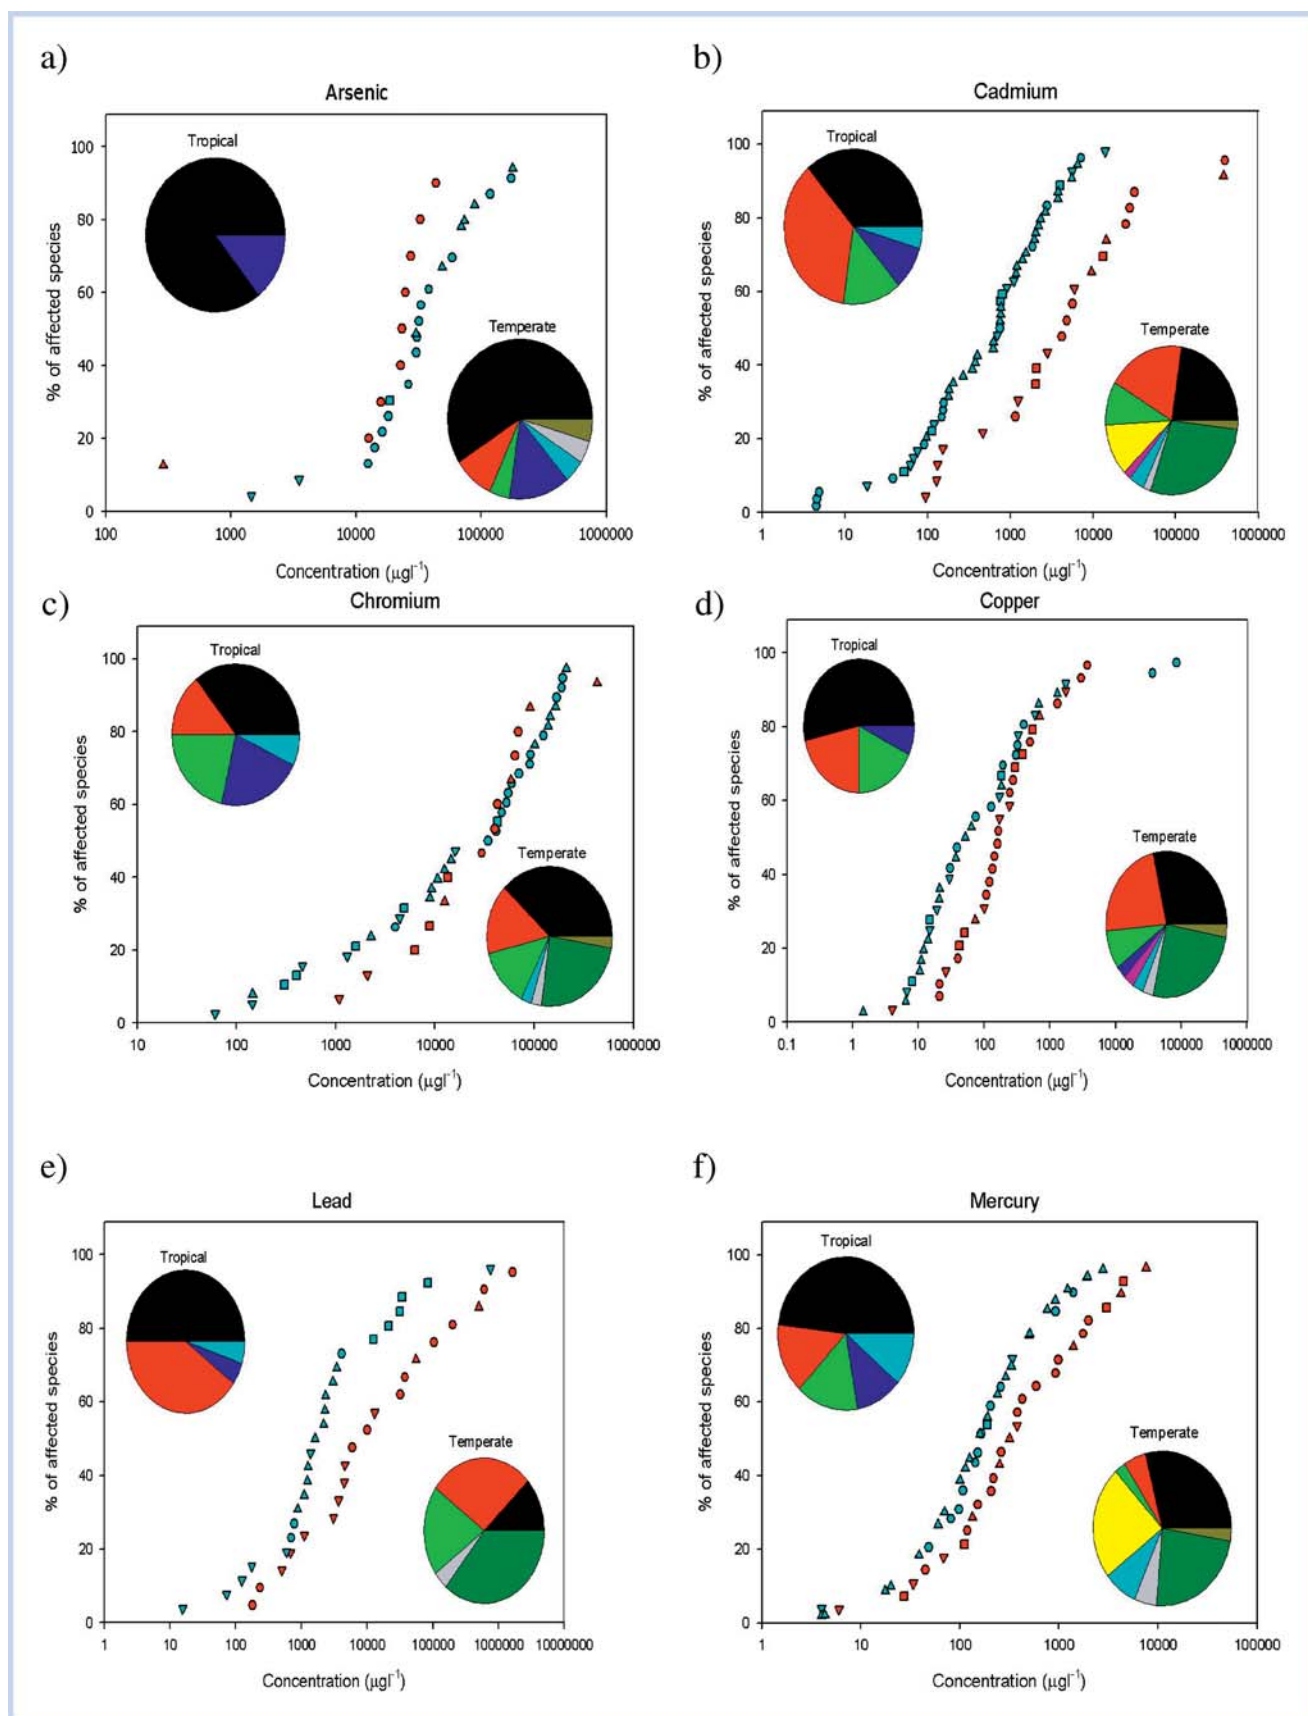 a)
Arsenic
Tropical
Temperate
% of affected species
100
80
60
40
20
0
100 1000 10000 100000 1000000
Concentration (µgl⁻¹)
b)
Cadmium
Tropical
Temperate
% of affected species
100
80
60
40
20
0
1 10 100 1000 10000 100000 1000000
Concentration (µgl⁻¹)
c)
Chromium
Tropical
Temperate
% of affected species
100
80
60
40
20
0
10 100 1000 10000 100000 1000000
Concentration (µgl⁻¹)
d)
Copper
Tropical
Temperate
% of affected species
100
80
60
40
20
0
0.1 1 10 100 1000 10000 100000 1000000
Concentration (µgl⁻¹)
e)
Lead
Tropical
Temperate
% of affected species
100
80
60
40
20
0
1 10 100 1000 10000 100000 1000000 10000000
Concentration (µgl⁻¹)
f)
Mercury
Tropical
Temperate
% of affected species
100
80
60
40
20
0
1 10 100 1000 10000 100000
Concentration (µgl⁻¹)